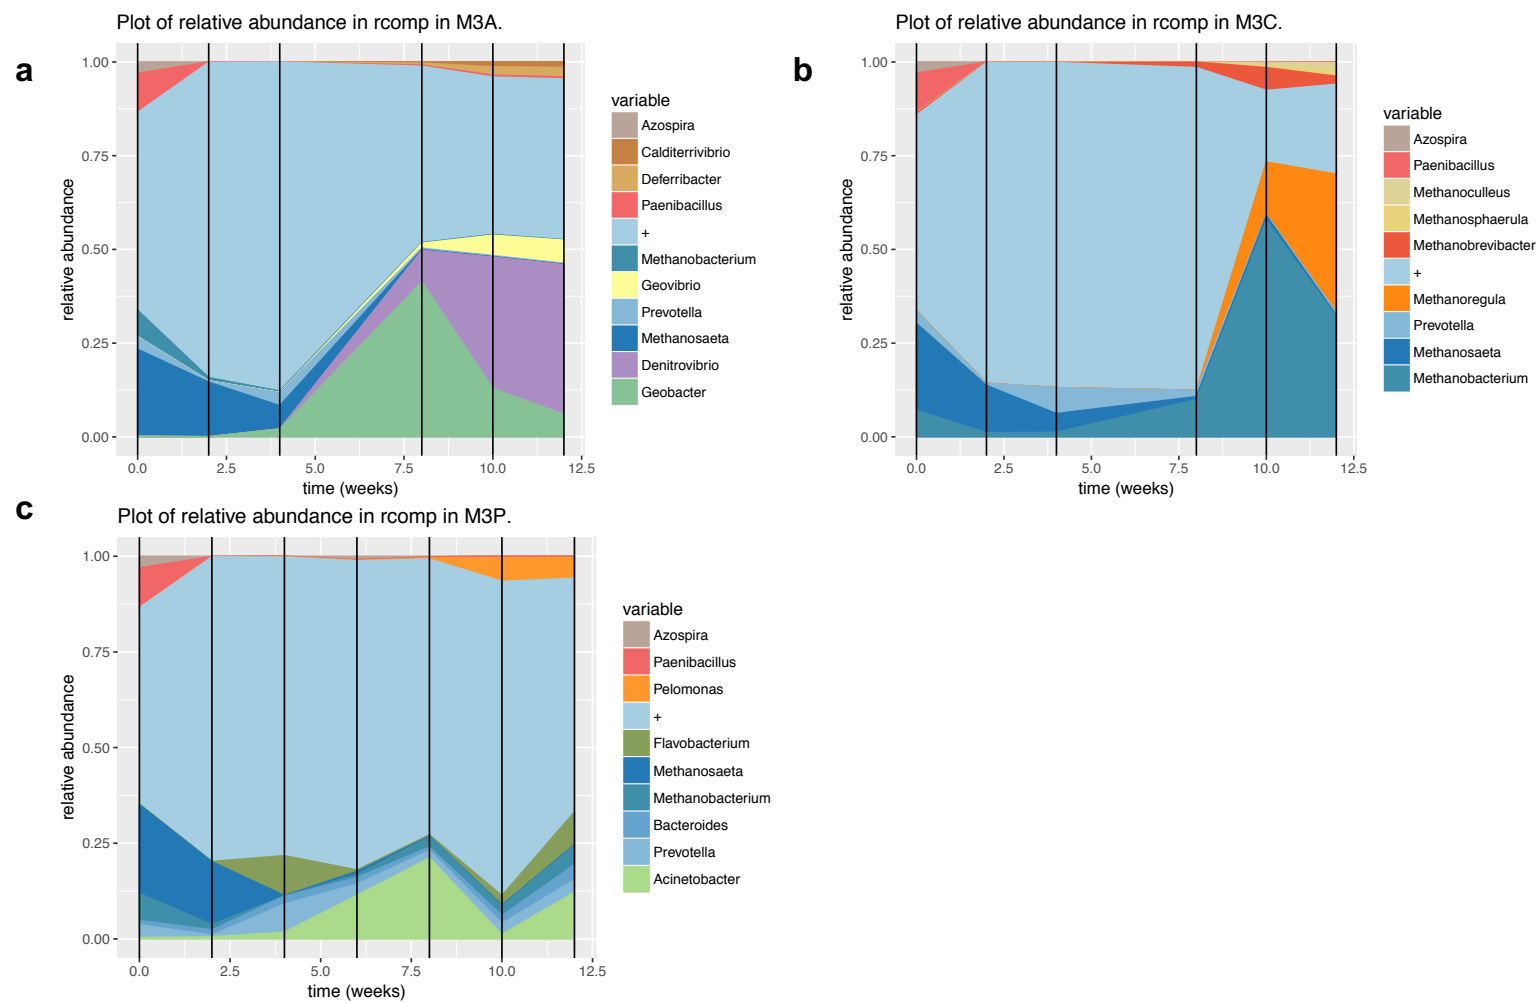 Plot of relative abundance in rcomp in M3A.
a
1.00
0.75
0.50
0.25
0.00
relative abundance
0.0
2.5
5.0
7.5
10.0
12.5
time (weeks)
variable
Azospira
Calditerrivibrio
Deferribacter
Paenibacillus
+
Methanobacterium
Geovibrio
Prevotella
Methanosaeta
Denitrovibrio
Geobacter
Plot of relative abundance in rcomp in M3C.
b
1.00
0.75
0.50
0.25
0.00
relative abundance
0.0
2.5
5.0
7.5
10.0
12.5
time (weeks)
variable
Azospira
Paenibacillus
Methanoculleus
Methanosphaerula
Methanobrevibacter
+
Methanoregula
Prevotella
Methanosaeta
Methanobacterium
c
Plot of relative abundance in rcomp in M3P.
1.00
0.75
0.50
0.25
0.00
relative abundance
0.0
2.5
5.0
7.5
10.0
12.5
time (weeks)
variable
Azospira
Paenibacillus
Pelomonas
+
Flavobacterium
Methanosaeta
Methanobacterium
Bacteroides
Prevotella
Acinetobacter